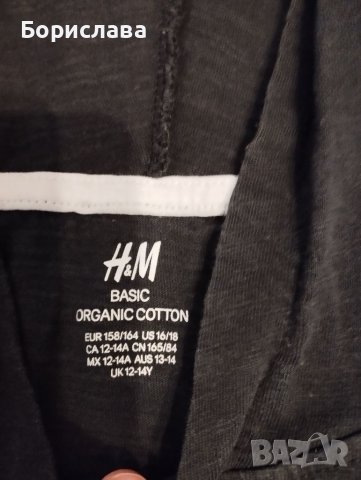 Борислава
H&M
BASIC
ORGANIC COTTON
EUR 158/164 US 16/18
CA 12-14A CN 165/84
MX 12-14A AUS 13-14
UK 12-14Y
BAZAR